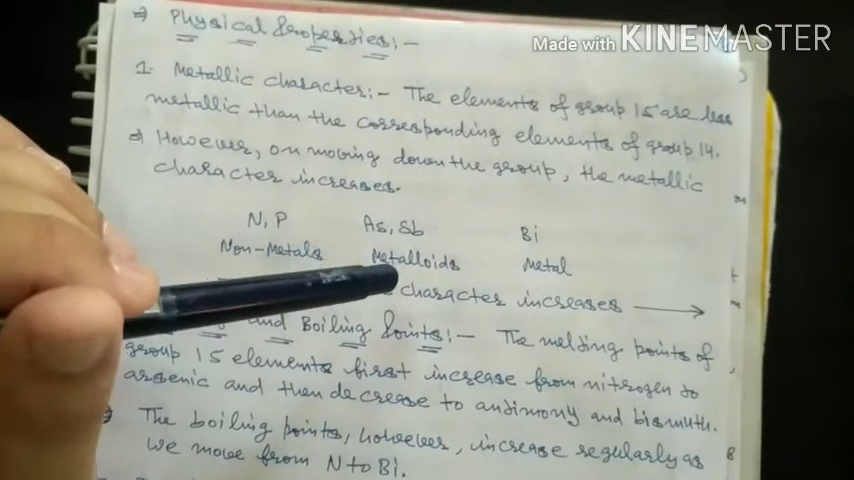 ⇒ Physical Properties:-
Made with KINEMASTER
1. Metallic character:- The elements of group 15 are less
metallic than the corresponding elements of group 14.
⇒ However, on moving down the group, the metallic
character increases.
N, P As, Sb Bi
Non-Metals Metalloids Metal
character increases ⟶
and Boiling Points:- The melting points of
group 15 elements first increase from nitrogen to
arsenic and then decrease to antimony and bismuth.
The boiling points, however, increase regularly as
we move from N to Bi.